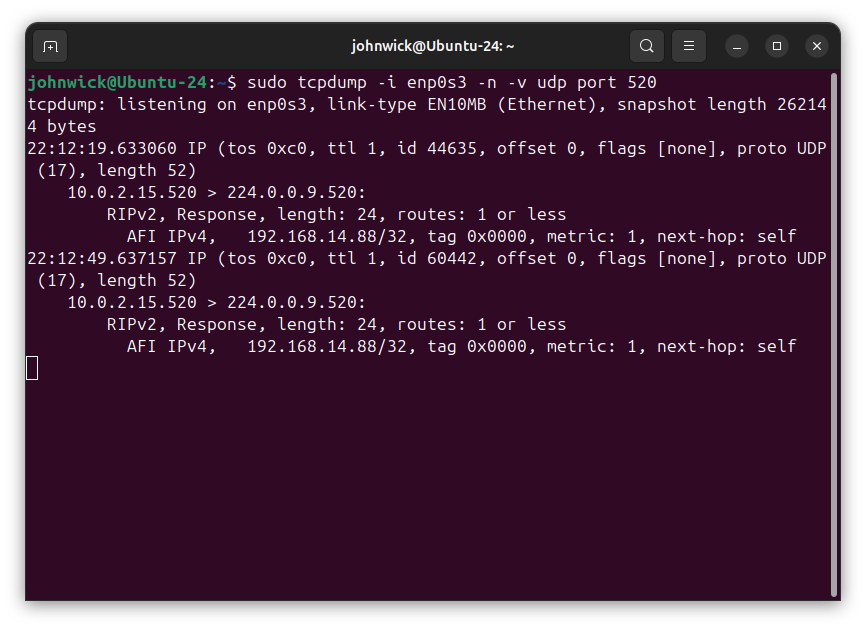 johnwick@Ubuntu-24: ~
johnwick@Ubuntu-24:~$ sudo tcpdump -i enp0s3 -n -v udp port 520
tcpdump: listening on enp0s3, link-type EN10MB (Ethernet), snapshot length 26214
4 bytes
22:12:19.633060 IP (tos 0xc0, ttl 1, id 44635, offset 0, flags [none], proto UDP
 (17), length 52)
    10.0.2.15.520 > 224.0.0.9.520:
        RIPv2, Response, length: 24, routes: 1 or less
          AFI IPv4,   192.168.14.88/32, tag 0x0000, metric: 1, next-hop: self
22:12:49.637157 IP (tos 0xc0, ttl 1, id 60442, offset 0, flags [none], proto UDP
 (17), length 52)
    10.0.2.15.520 > 224.0.0.9.520:
        RIPv2, Response, length: 24, routes: 1 or less
          AFI IPv4,   192.168.14.88/32, tag 0x0000, metric: 1, next-hop: self